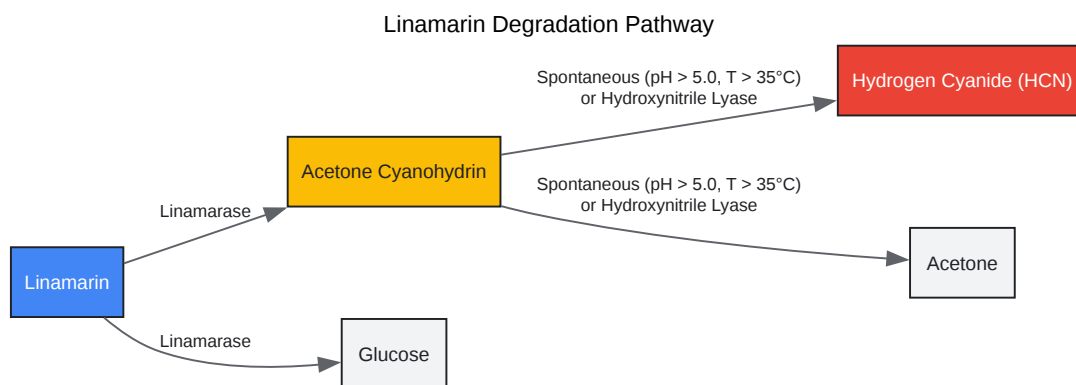 Linamarin Degradation Pathway
Spontaneous (pH > 5.0, T > 35°C)
or Hydroxynitrile Lyase
Hydrogen Cyanide (HCN)
Acetone Cyanohydrin
Spontaneous (pH > 5.0, T > 35°C)
or Hydroxynitrile Lyase
Linamarase
Acetone
Linamarin
Linamarase
Glucose